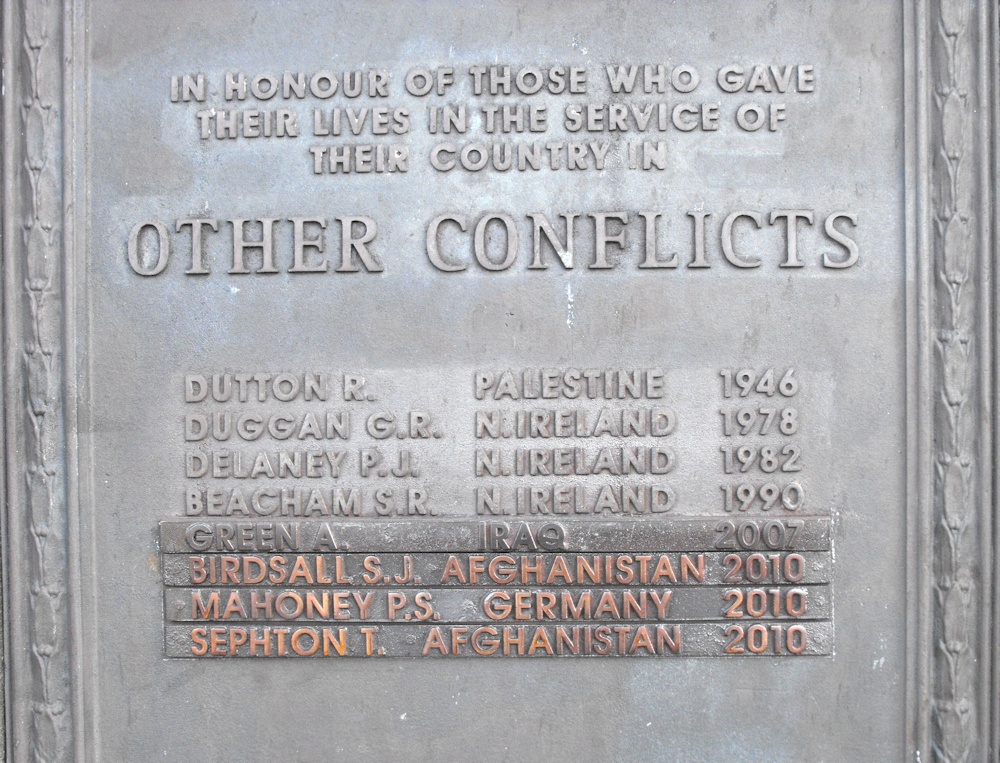 IN HONOUR OF THOSE WHO GAVE
THEIR LIVES IN THE SERVICE OF
THEIR COUNTRY IN
OTHER CONFLICTS
DUTTON R. PALESTINE 1946
DUGGAN G.R. N.IRELAND 1978
DELANEY P.J. N.IRELAND 1982
BEACHAM S.R. N.IRELAND 1990
GREEN A. IRAQ 2007
BIRDSALL S.J. AFGHANISTAN 2010
MAHONEY P.S. GERMANY 2010
SEPHTON T. AFGHANISTAN 2010